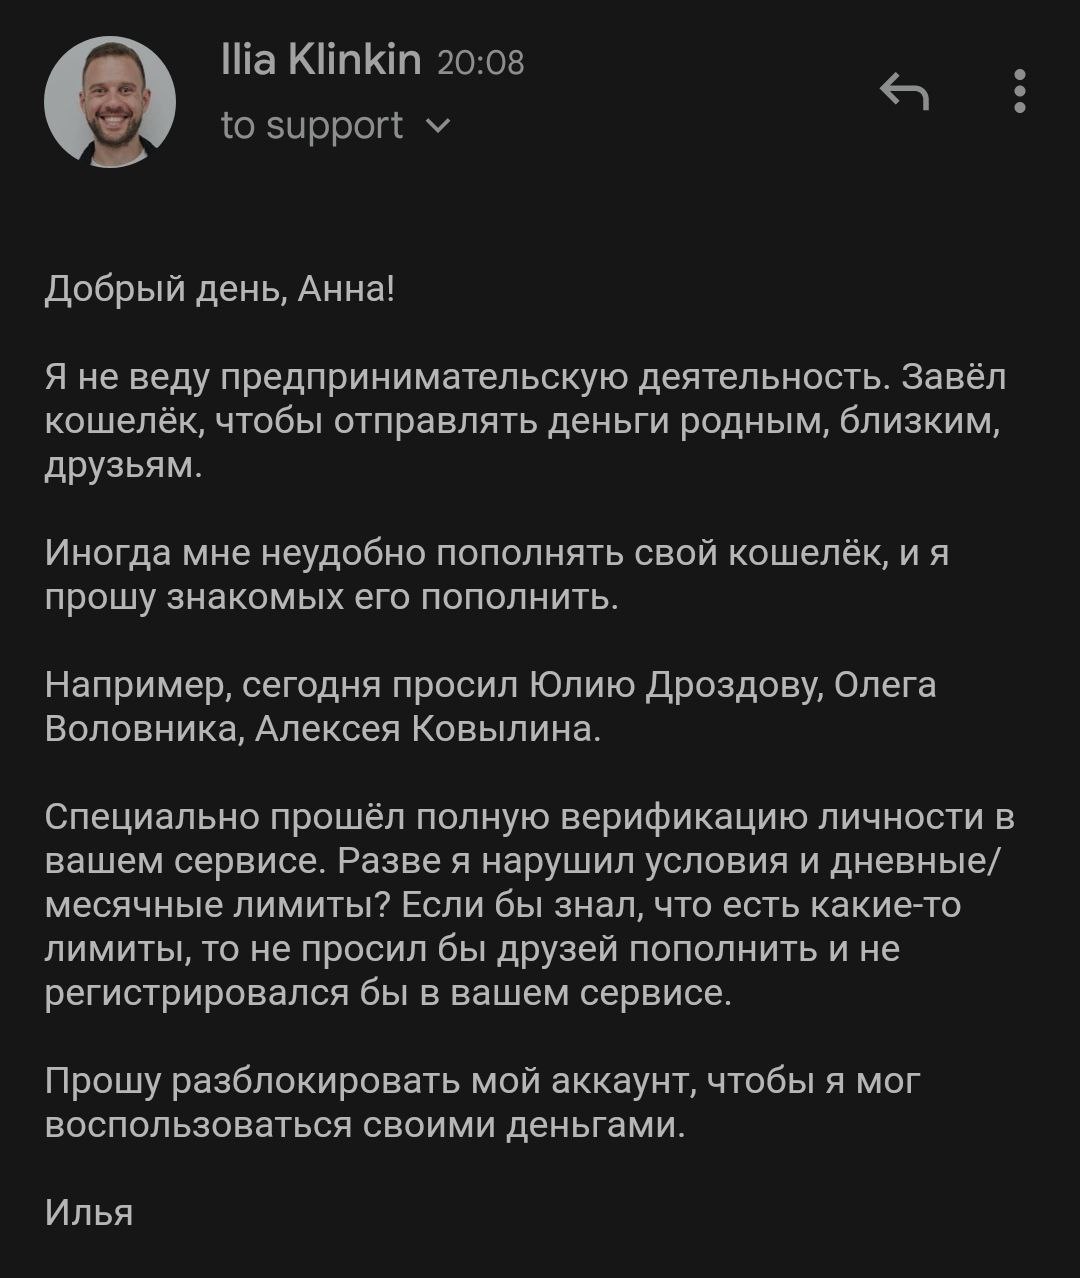 Ilia Klinkin 20:08
to support
Добрый день, Анна!
Я не веду предпринимательскую деятельность. Завёл
кошелёк, чтобы отправлять деньги родным, близким,
друзьям.
Иногда мне неудобно пополнять свой кошелёк, и я
прошу знакомых его пополнить.
Например, сегодня просил Юлию Дроздову, Олега
Воловника, Алексея Ковылина.
Специально прошёл полную верификацию личности в
вашем сервисе. Разве я нарушил условия и дневные/
месячные лимиты? Если бы знал, что есть какие-то
лимиты, то не просил бы друзей пополнить и не
регистрировался бы в вашем сервисе.
Прошу разблокировать мой аккаунт, чтобы я мог
воспользоваться своими деньгами.
Илья